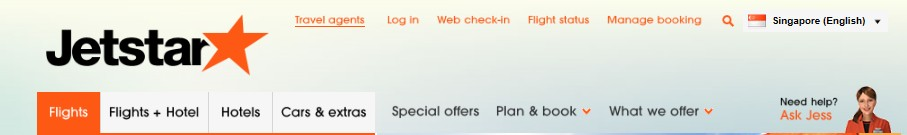 Travel agents Log in Web check-in Flight status Manage booking Singapore (English)
Jetstar
Flights Flights + Hotel Hotels Cars & extras Special offers Plan & book What we offer
Need help?
Ask Jess